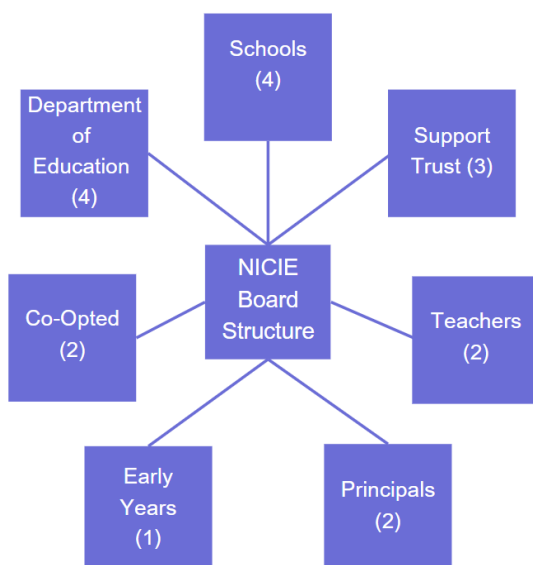 Schools
(4)
Department
of
Education
(4)
Support
Trust (3)
NICIE
Board
Structure
Co-Opted
(2)
Teachers
(2)
Early
Years
(1)
Principals
(2)